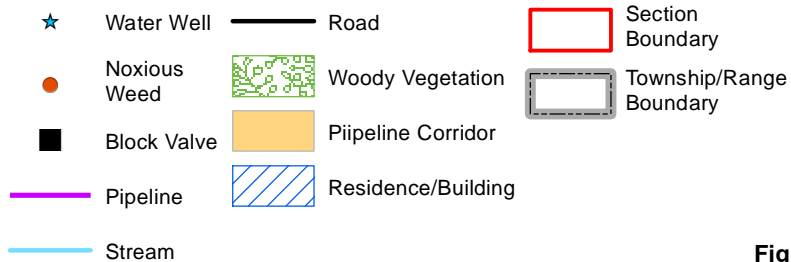 Water Well
Noxious
Weed
Block Valve
Pipeline
Stream
Road
Woody Vegetation
Piipeline Corridor
Residence/Building
Section
Boundary
Township/Range
Boundary
Fig